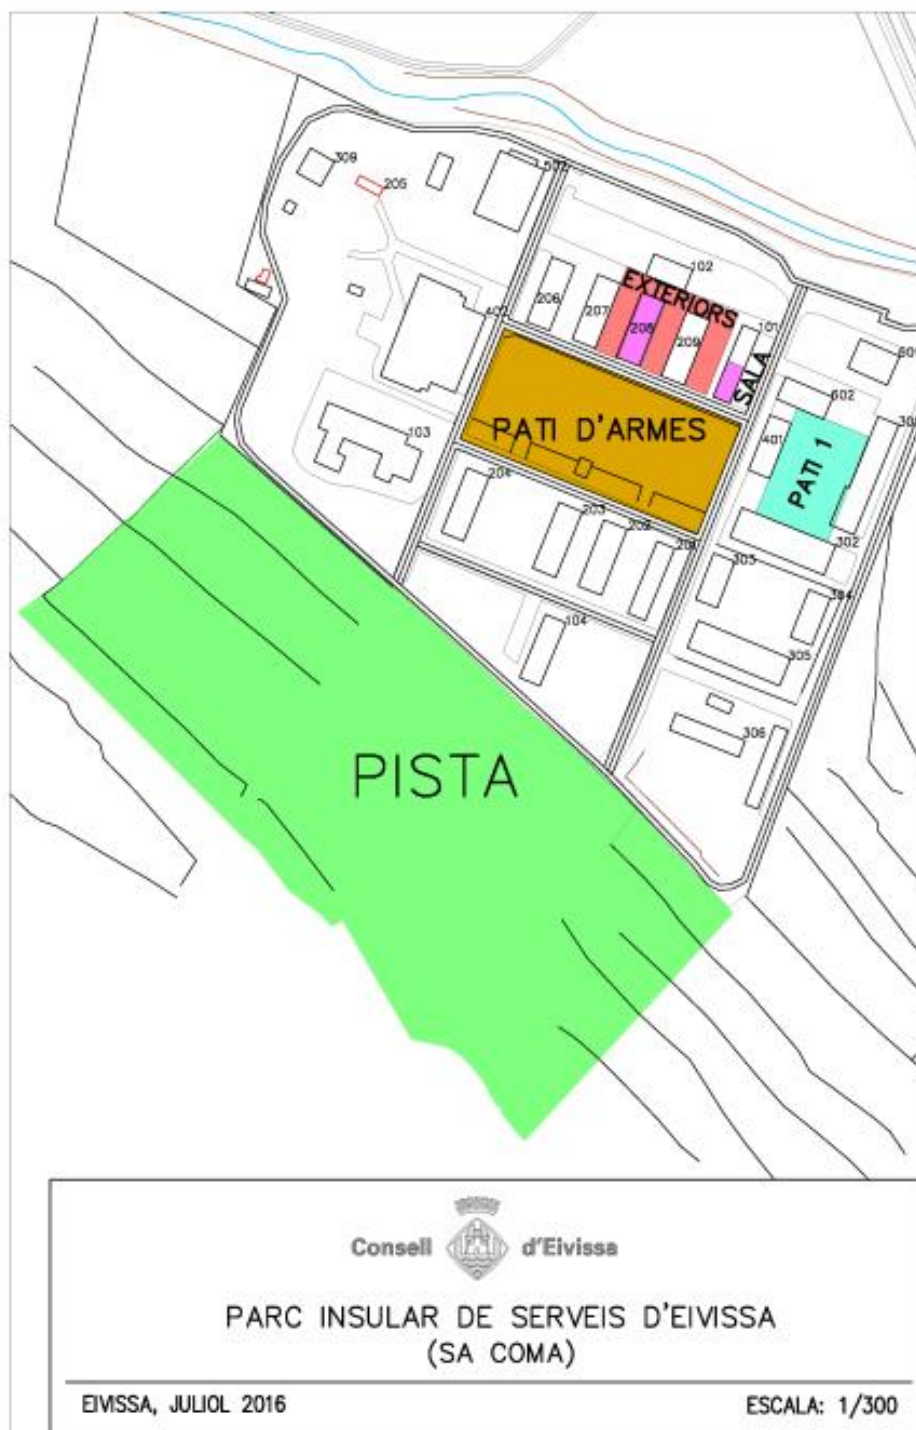 309
205
502
102
EXTERIORS
206
207
208
209
101
SALA
402
601
602
PATI D'ARMES
103
401
PATI 1
204
203
202
201
302
303
304
104
305
306
PISTA
Consell d'Eivissa
PARC INSULAR DE SERVEIS D'EIVISSA
(SA COMA)
EIVISSA, JULIOL 2016
ESCALA: 1/300